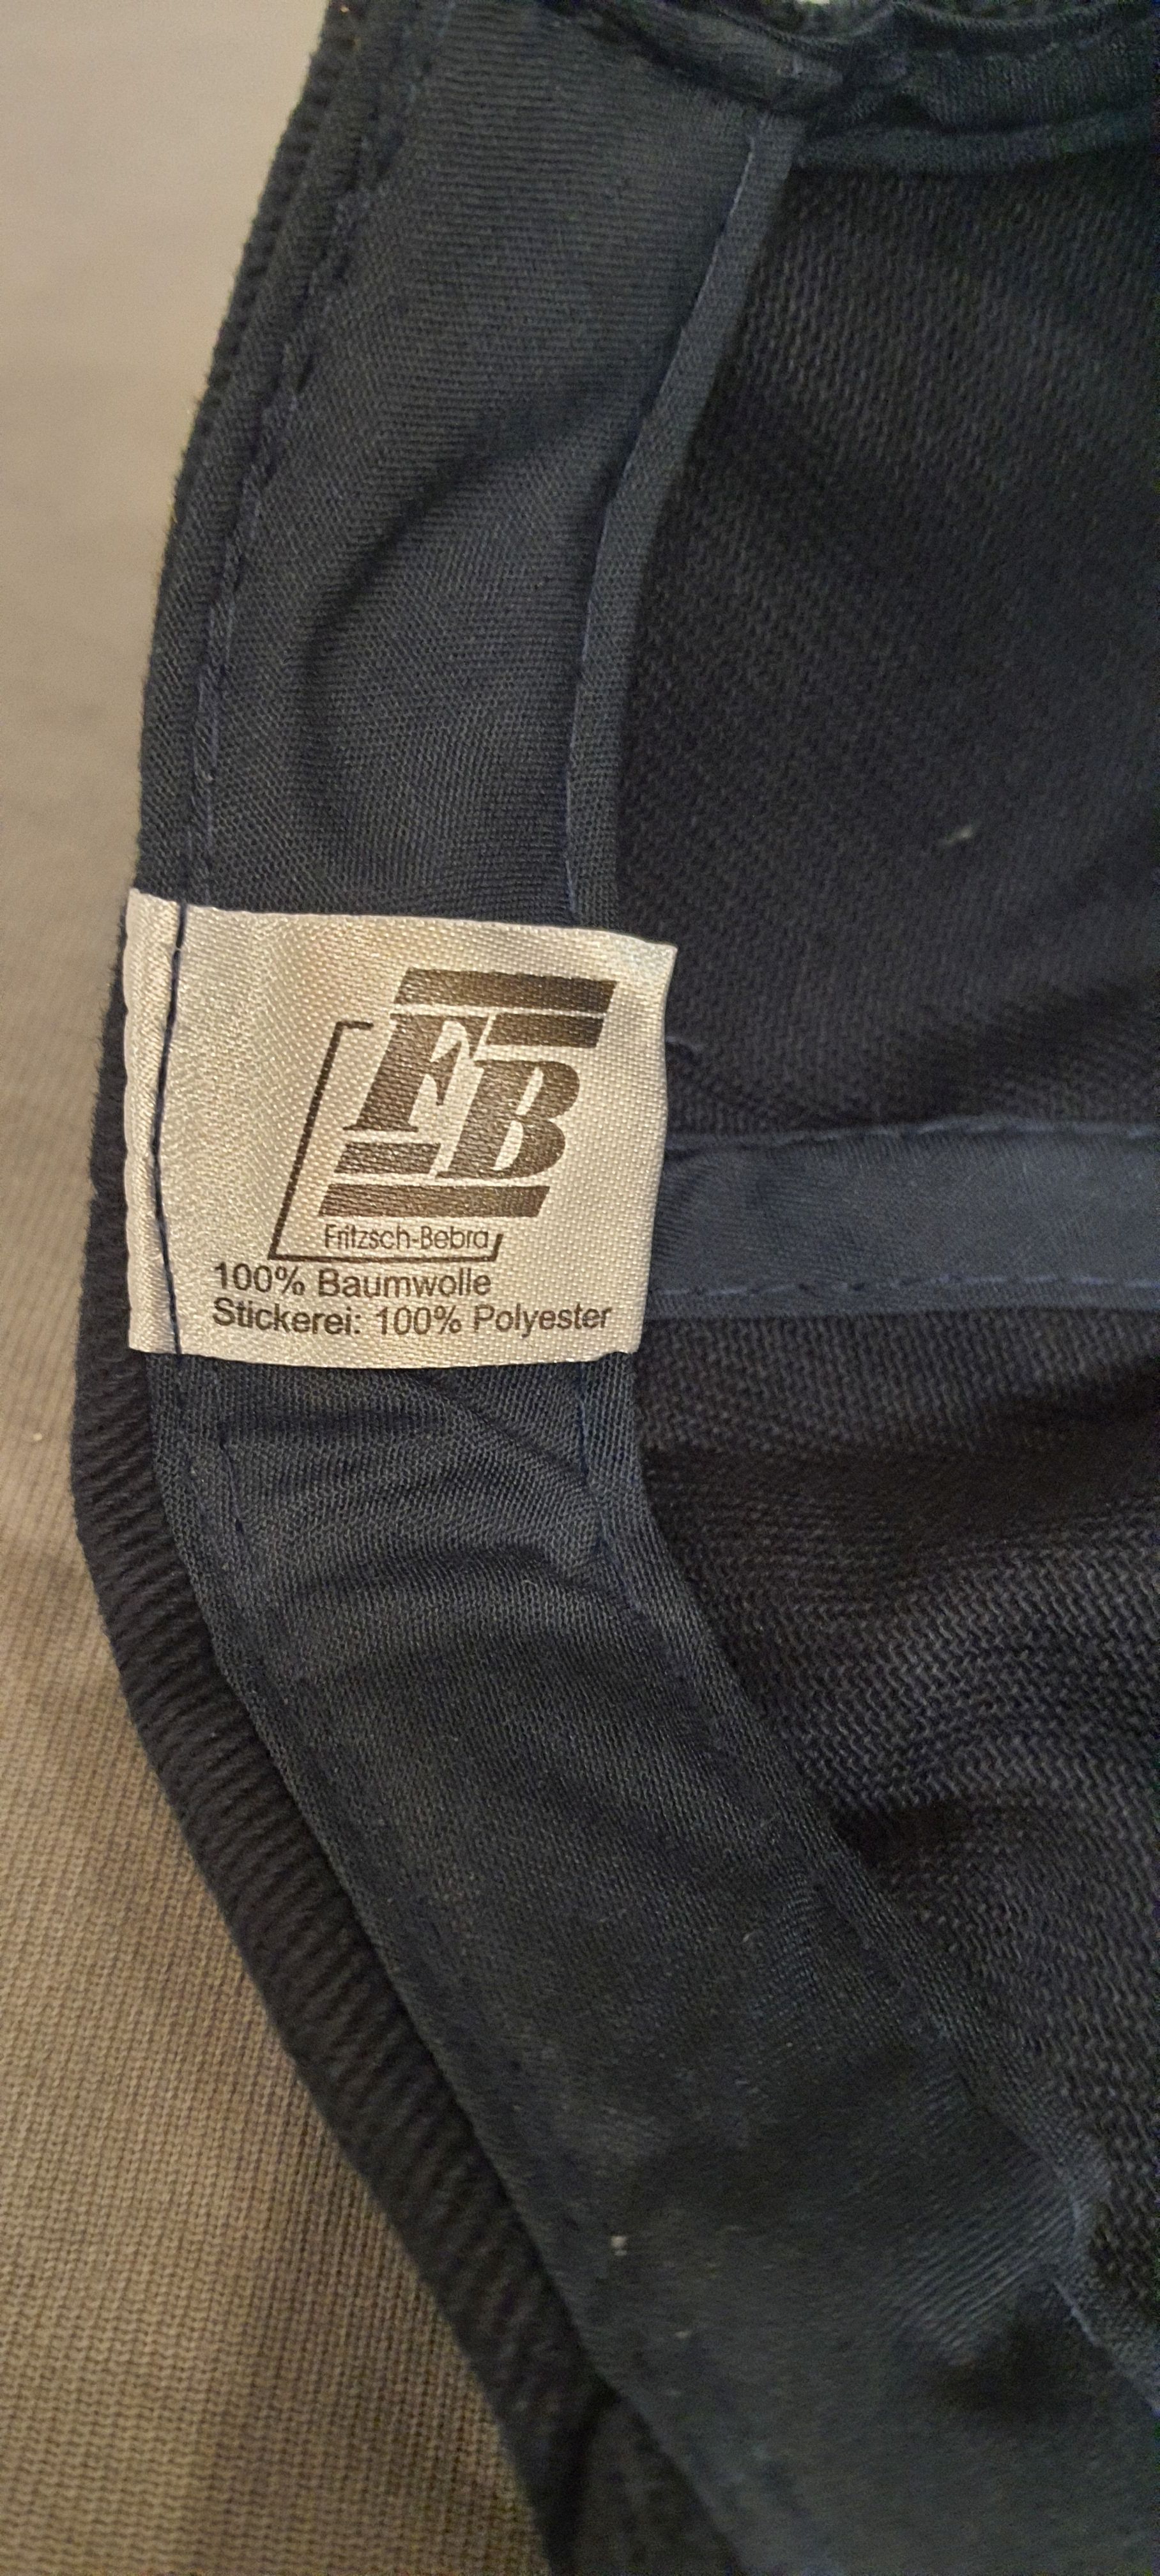 FB
Fritzsch-Bebra
100% Baumwolle
Stickerei: 100% Polyester